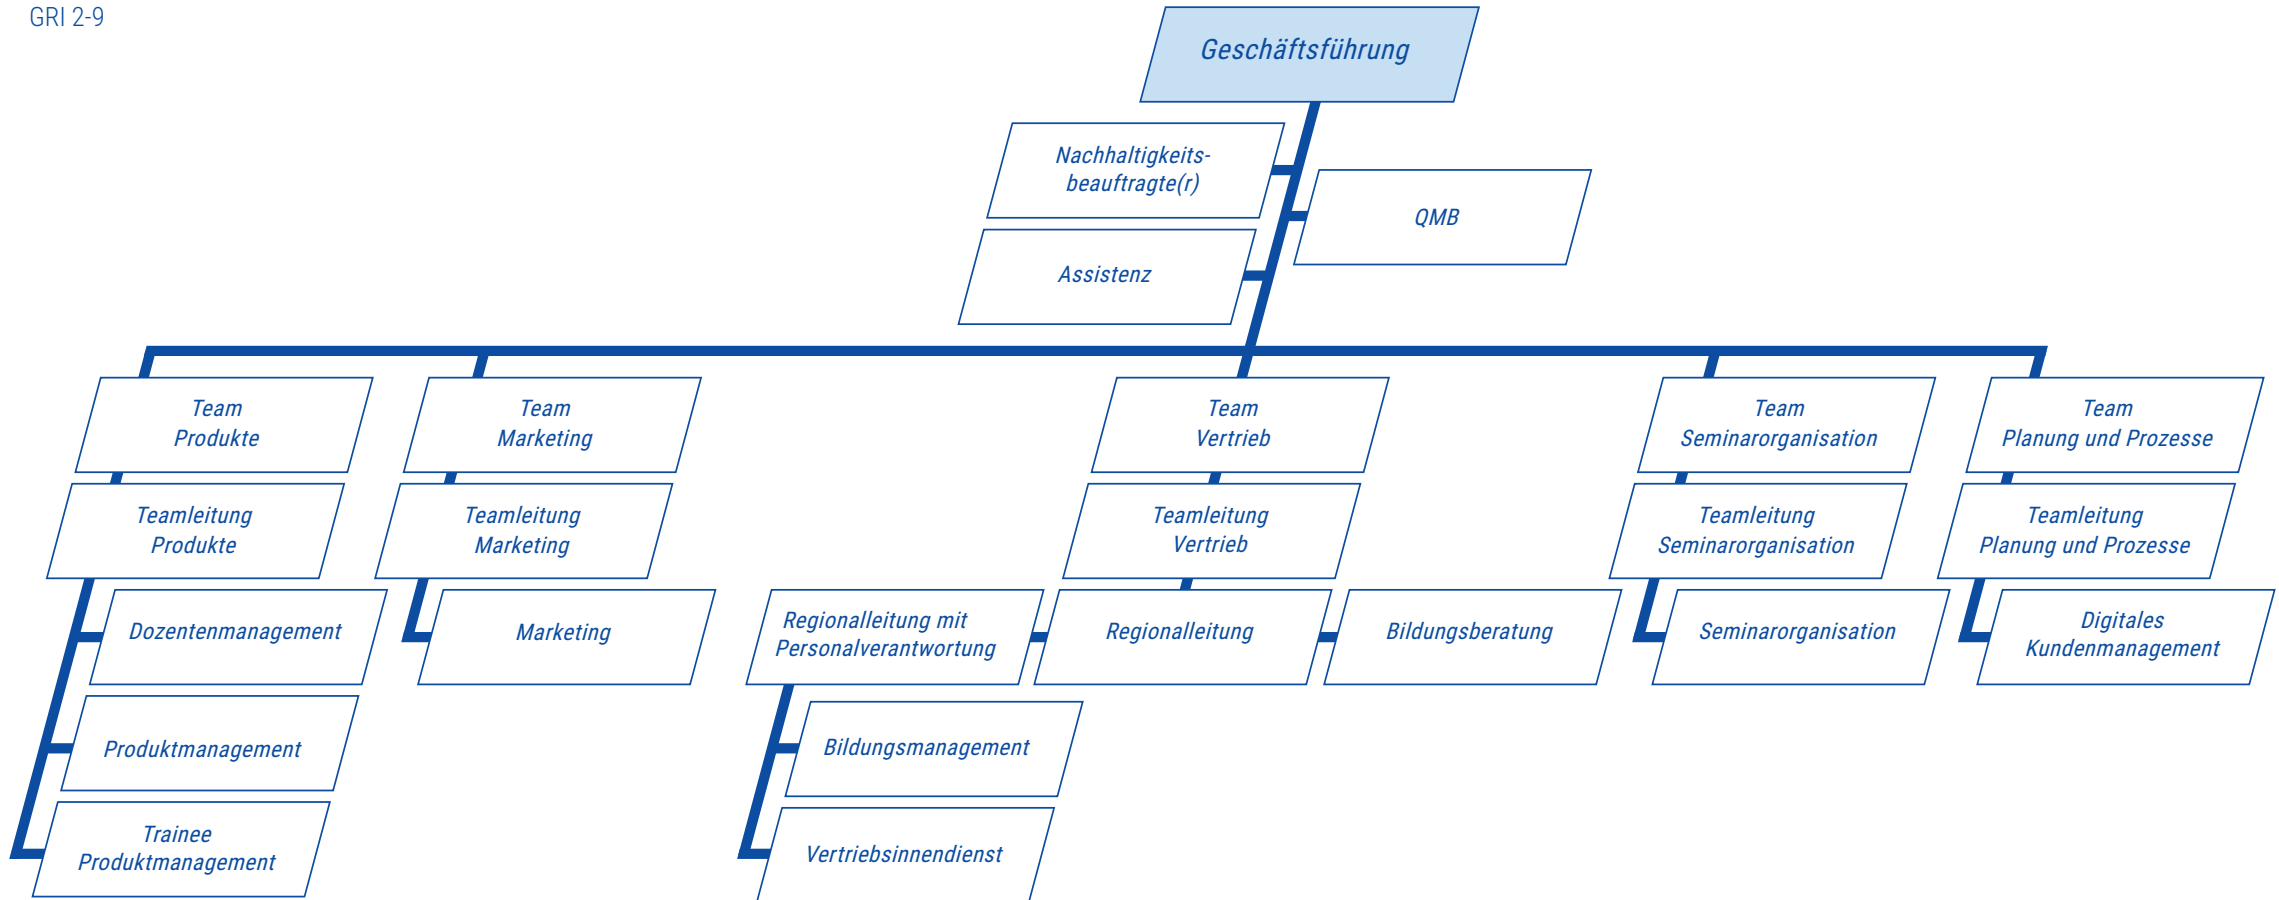 GRI 2-9
Geschäftsführung
Nachhaltigkeits-
beauftragte(r)
QMB
Assistenz
Team
Produkte
Team
Marketing
Team
Vertrieb
Team
Seminarorganisation
Team
Planung und Prozesse
Teamleitung
Produkte
Teamleitung
Marketing
Teamleitung
Vertrieb
Teamleitung
Seminarorganisation
Teamleitung
Planung und Prozesse
Dozentenmanagement
Marketing
Regionalleitung mit
Personalverantwortung
Regionalleitung
Bildungsberatung
Seminarorganisation
Digitales
Kundenmanagement
Produktmanagement
Bildungsmanagement
Trainee
Produktmanagement
Vertriebsinnendienst